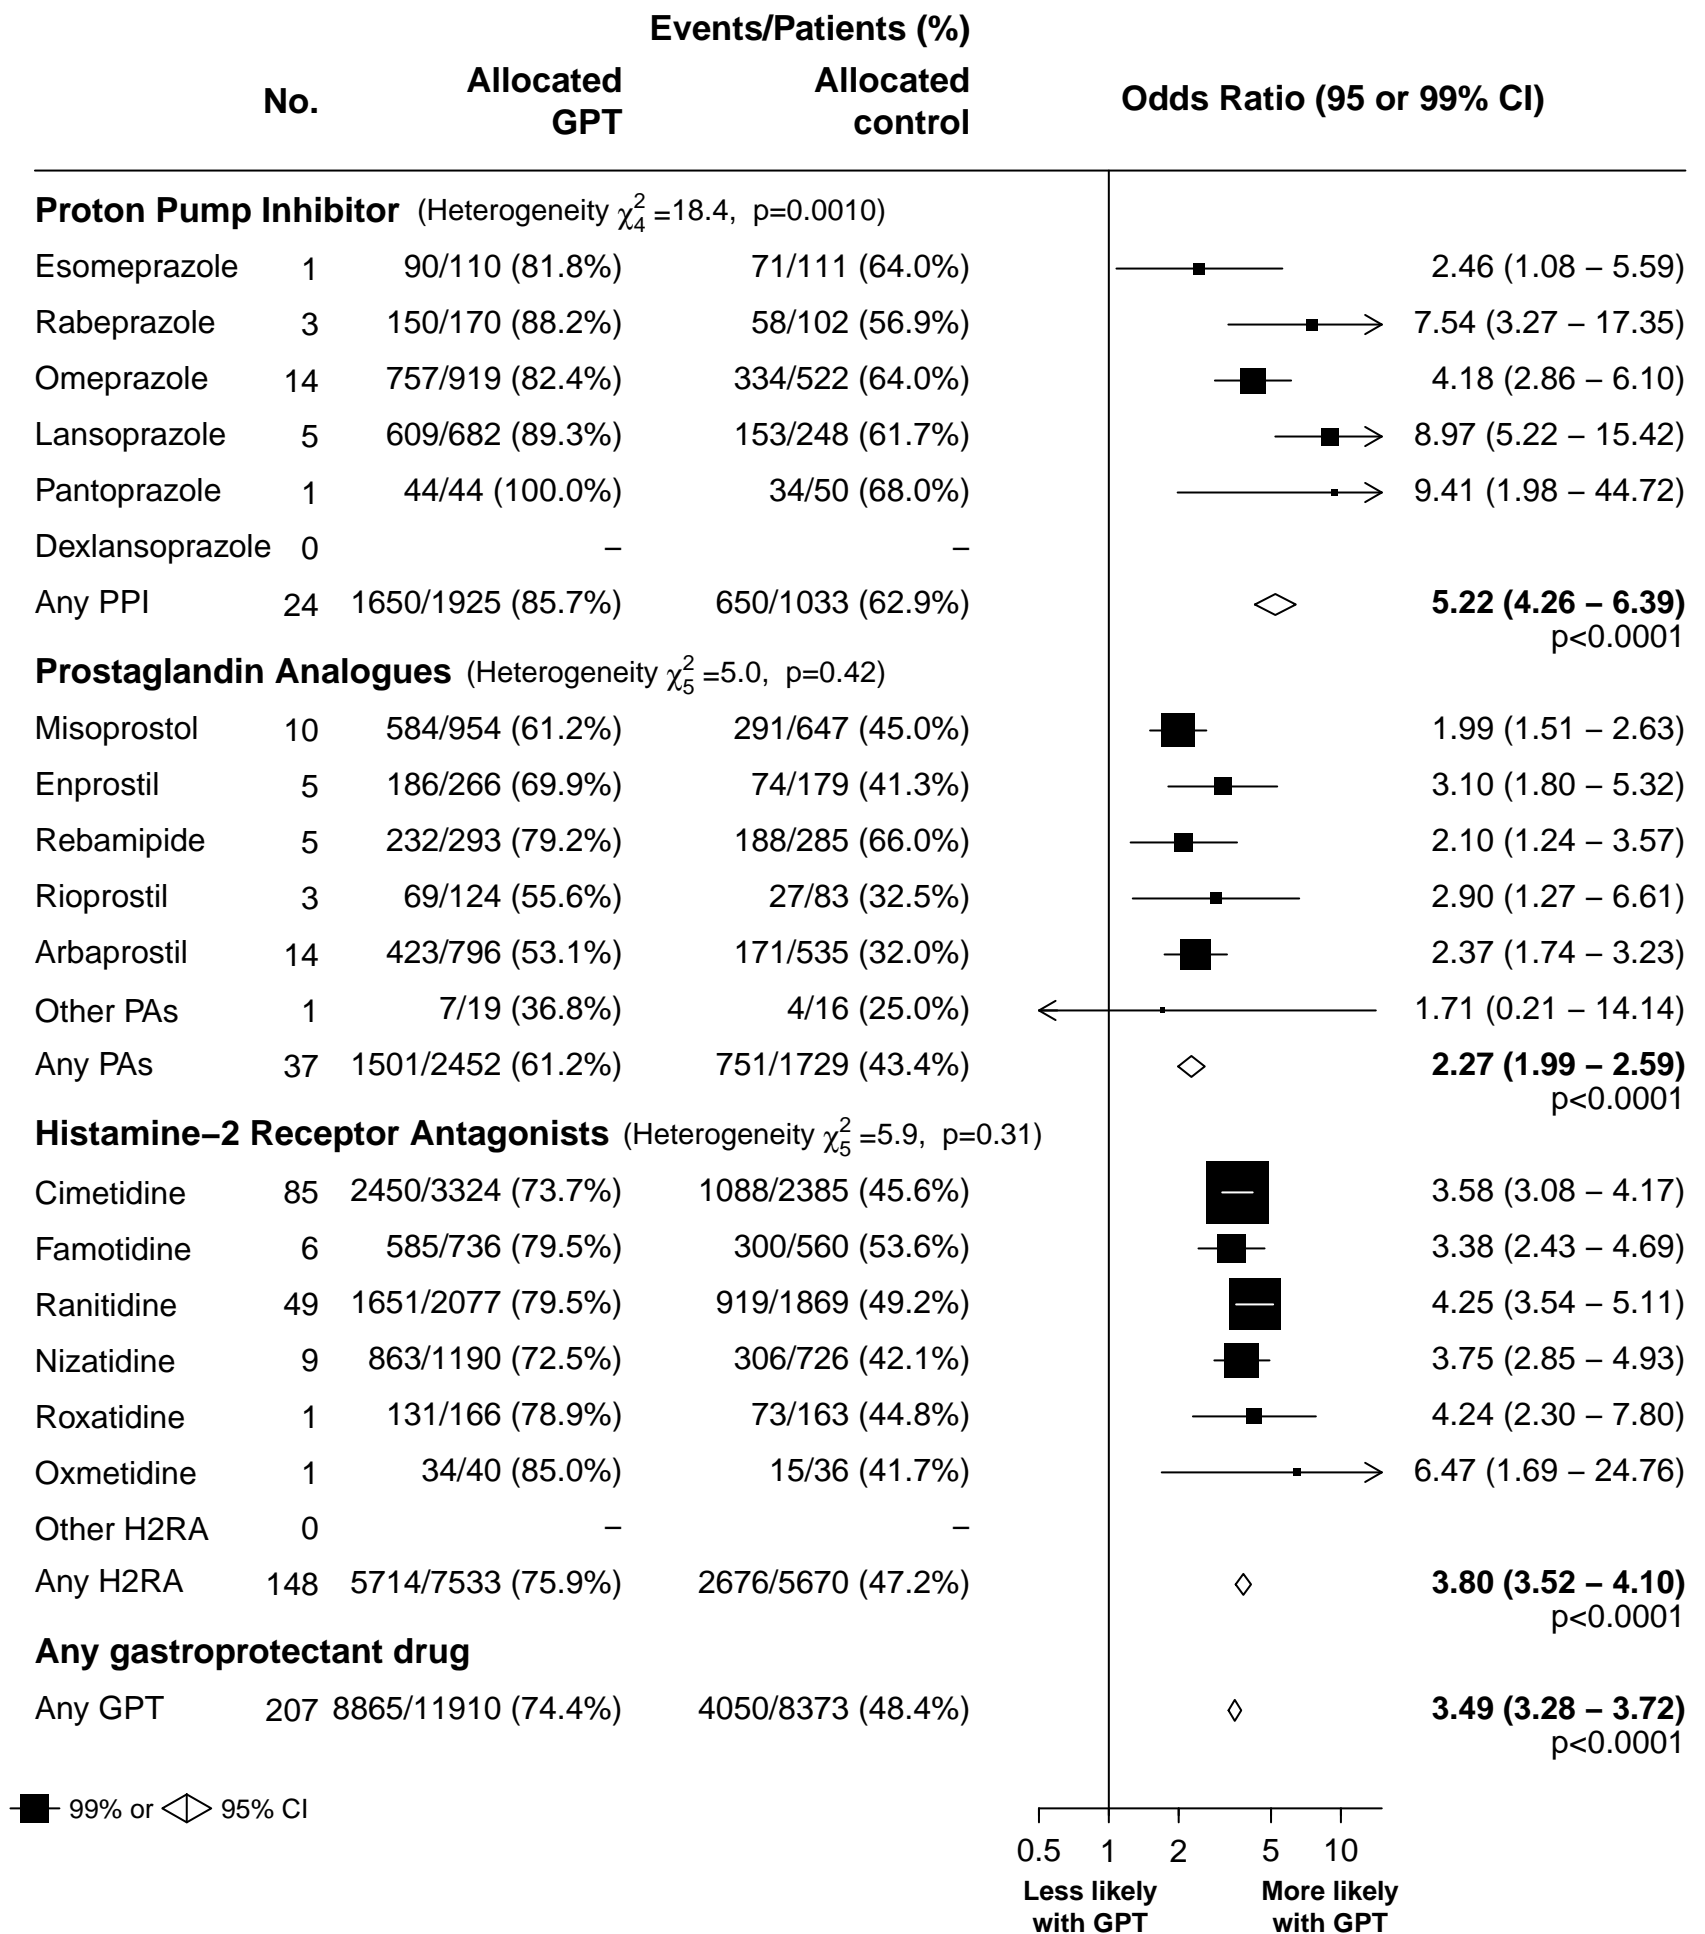 Events/Patients (%)
No. Allocated GPT Allocated control Odds Ratio (95 or 99% CI)
Proton Pump Inhibitor (Heterogeneity χ²₄ =18.4, p=0.0010)
Esomeprazole 1 90/110 (81.8%) 71/111 (64.0%) 2.46 (1.08 – 5.59)
Rabeprazole 3 150/170 (88.2%) 58/102 (56.9%) 7.54 (3.27 – 17.35)
Omeprazole 14 757/919 (82.4%) 334/522 (64.0%) 4.18 (2.86 – 6.10)
Lansoprazole 5 609/682 (89.3%) 153/248 (61.7%) 8.97 (5.22 – 15.42)
Pantoprazole 1 44/44 (100.0%) 34/50 (68.0%) 9.41 (1.98 – 44.72)
Dexlansoprazole 0 – –
Any PPI 24 1650/1925 (85.7%) 650/1033 (62.9%) 5.22 (4.26 – 6.39)
p<0.0001
Prostaglandin Analogues (Heterogeneity χ²₅ =5.0, p=0.42)
Misoprostol 10 584/954 (61.2%) 291/647 (45.0%) 1.99 (1.51 – 2.63)
Enprostil 5 186/266 (69.9%) 74/179 (41.3%) 3.10 (1.80 – 5.32)
Rebamipide 5 232/293 (79.2%) 188/285 (66.0%) 2.10 (1.24 – 3.57)
Rioprostil 3 69/124 (55.6%) 27/83 (32.5%) 2.90 (1.27 – 6.61)
Arbaprostil 14 423/796 (53.1%) 171/535 (32.0%) 2.37 (1.74 – 3.23)
Other PAs 1 7/19 (36.8%) 4/16 (25.0%) 1.71 (0.21 – 14.14)
Any PAs 37 1501/2452 (61.2%) 751/1729 (43.4%) 2.27 (1.99 – 2.59)
p<0.0001
Histamine–2 Receptor Antagonists (Heterogeneity χ²₅ =5.9, p=0.31)
Cimetidine 85 2450/3324 (73.7%) 1088/2385 (45.6%) 3.58 (3.08 – 4.17)
Famotidine 6 585/736 (79.5%) 300/560 (53.6%) 3.38 (2.43 – 4.69)
Ranitidine 49 1651/2077 (79.5%) 919/1869 (49.2%) 4.25 (3.54 – 5.11)
Nizatidine 9 863/1190 (72.5%) 306/726 (42.1%) 3.75 (2.85 – 4.93)
Roxatidine 1 131/166 (78.9%) 73/163 (44.8%) 4.24 (2.30 – 7.80)
Oxmetidine 1 34/40 (85.0%) 15/36 (41.7%) 6.47 (1.69 – 24.76)
Other H2RA 0 – –
Any H2RA 148 5714/7533 (75.9%) 2676/5670 (47.2%) 3.80 (3.52 – 4.10)
p<0.0001
Any gastroprotectant drug
Any GPT 207 8865/11910 (74.4%) 4050/8373 (48.4%) 3.49 (3.28 – 3.72)
p<0.0001
99% or 95% CI
0.5 1 2 5 10
Less likely with GPT More likely with GPT